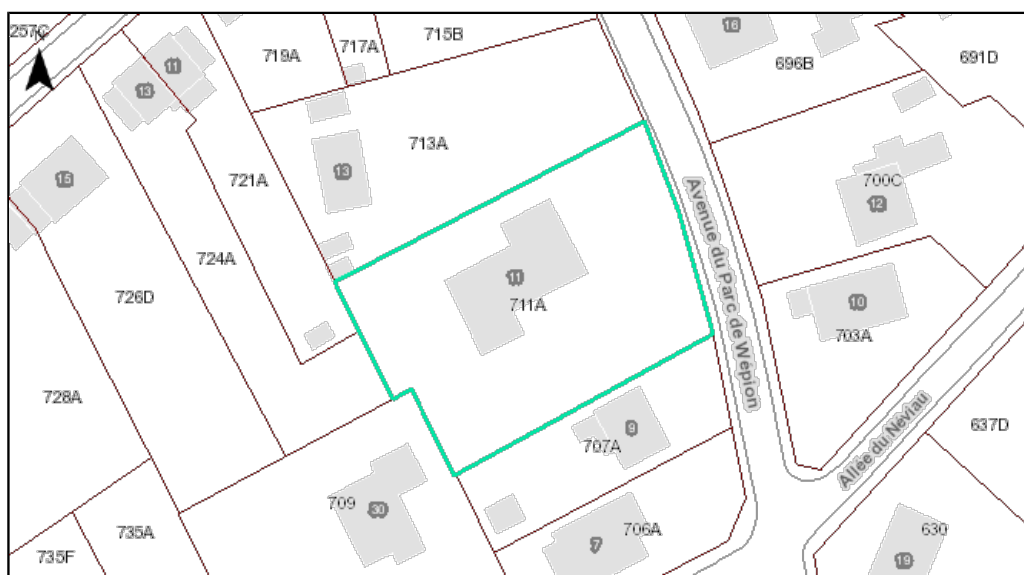 257C
N
719A
717A
715B
16
696B
691D
11
13
713A
13
15
721A
700C
12
724A
Avenue du Parc de Wépion
726D
11
711A
10
703A
728A
Allée du Néviau
9
707A
637D
709
30
735A
706A
7
630
735F
19